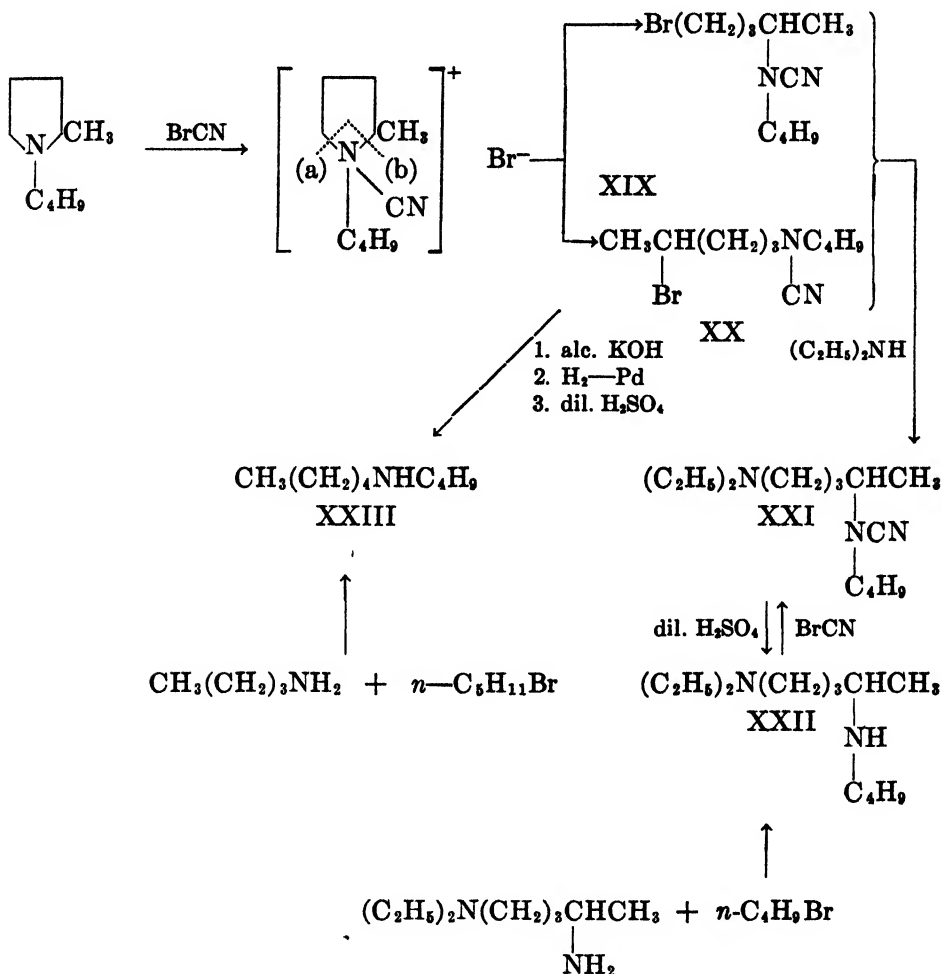 Br(CH₂)₃CHCH₃
NCN
C₄H₉
N
CH₃
C₄H₉
BrCN
+
CH₃
(a)
N
(b)
CN
C₄H₉
Br⁻
XIX
CH₃CH(CH₂)₃NC₄H₉
Br
CN
XX
(C₂H₅)₂NH
1. alc. KOH
2. H₂—Pd
3. dil. H₂SO₄
CH₃(CH₂)₄NHC₄H₉
XXIII
(C₂H₅)₂N(CH₂)₃CHCH₃
XXI
NCN
C₄H₉
dil. H₂SO₄
BrCN
CH₃(CH₂)₃NH₂ + n—C₅H₁₁Br
(C₂H₅)₂N(CH₂)₃CHCH₃
XXII
NH
C₄H₉
(C₂H₅)₂N(CH₂)₃CHCH₃ + n-C₄H₉Br
NH₂